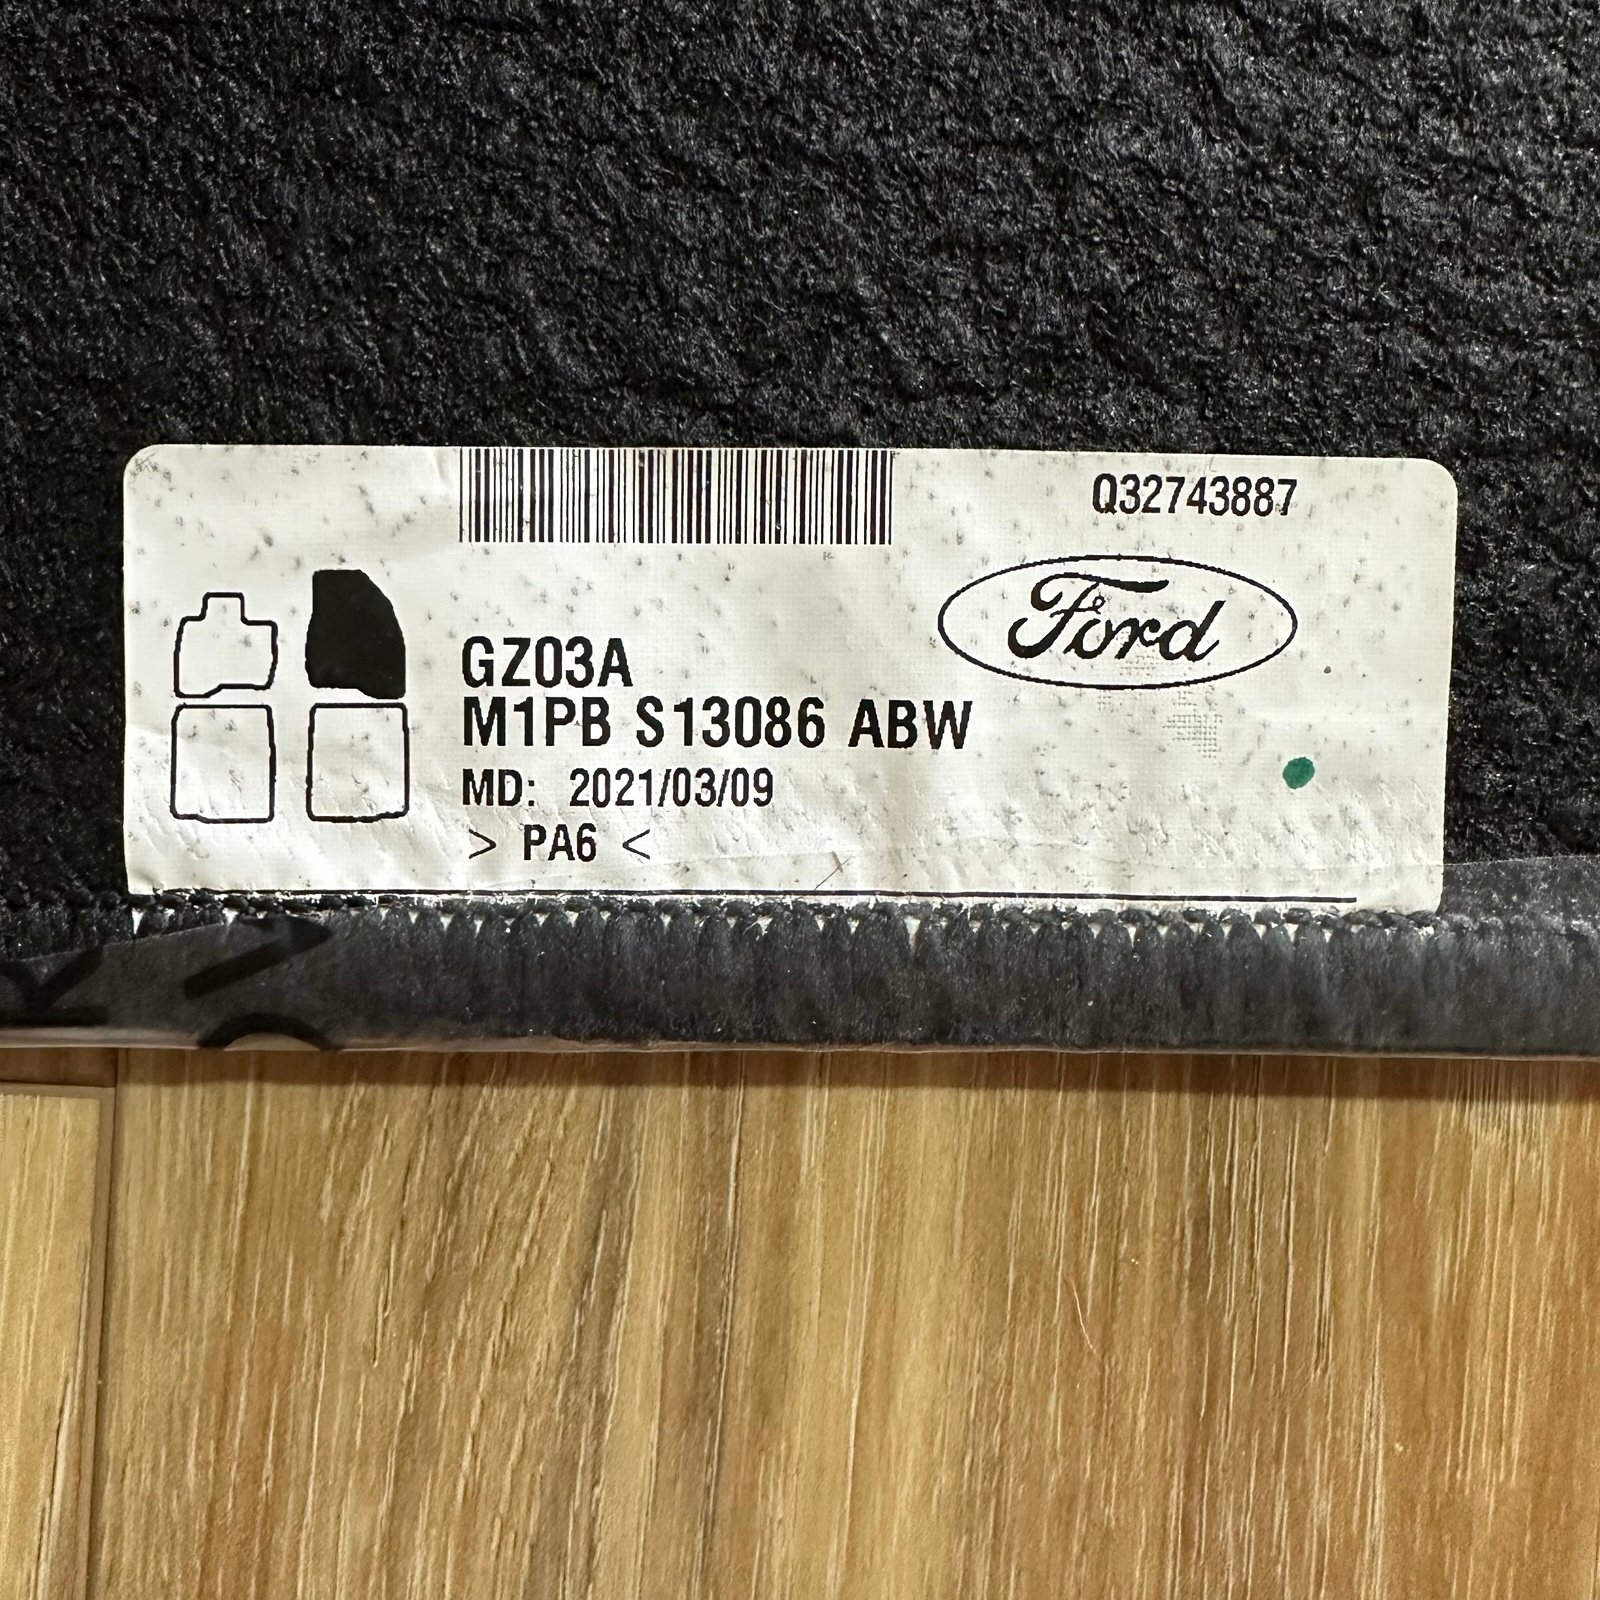 Q32743887
Ford
GZ03A
M1PB S13086 ABW
MD: 2021/03/09
> PA6 <